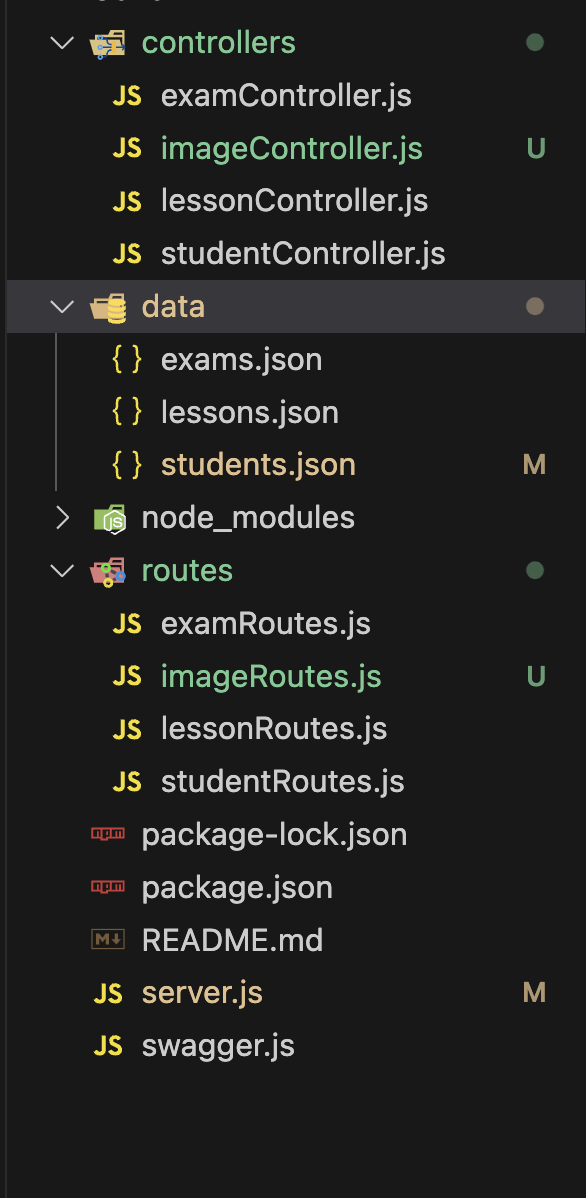 controllers
JS examController.js
JS imageController.js U
JS lessonController.js
JS studentController.js
data
{ } exams.json
{ } lessons.json
{ } students.json M
JS node_modules
routes
JS examRoutes.js
JS imageRoutes.js U
JS lessonRoutes.js
JS studentRoutes.js
npm package-lock.json
npm package.json
M README.md
JS server.js M
JS swagger.js